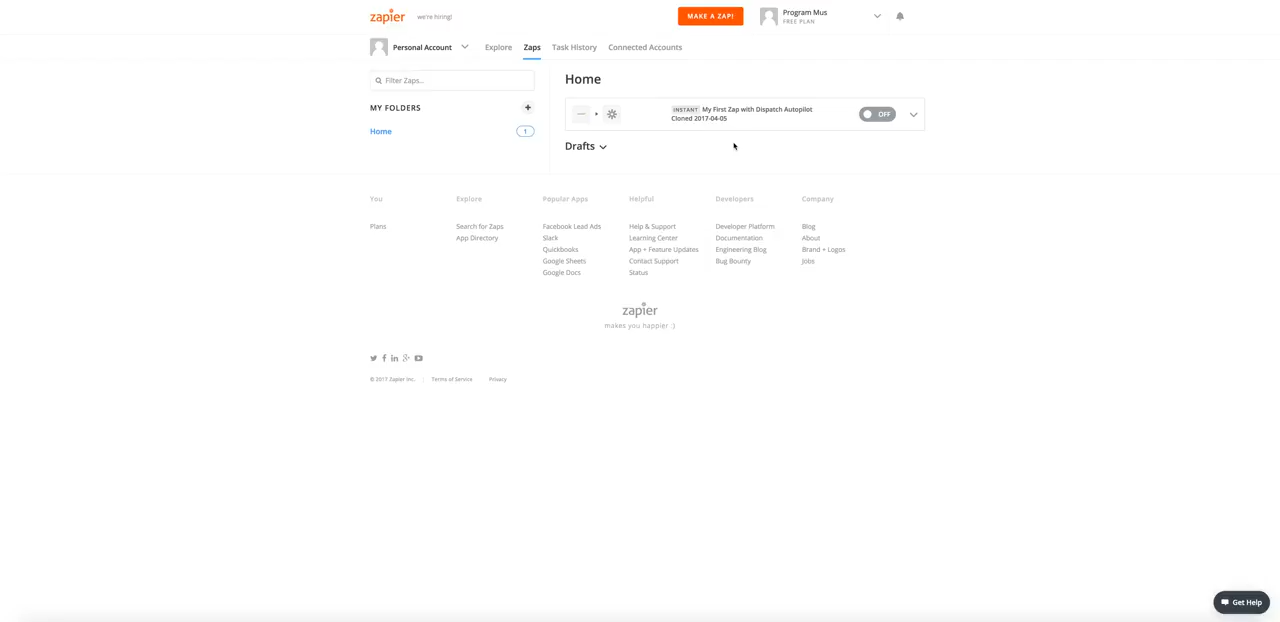 zapier
we're hiring!
MAKE A ZAP!
Program Mus
FREE PLAN
Personal Account
Explore
Zaps
Task History
Connected Accounts
Filter Zaps...
MY FOLDERS
Home
1
Home
INSTANT My First Zap with Dispatch Autopilot
Cloned 2017-04-05
OFF
Drafts
You
Plans
Explore
Search for Zaps
App Directory
Popular Apps
Facebook Lead Ads
Slack
Quickbooks
Google Sheets
Google Docs
Helpful
Help & Support
Learning Center
App + Feature Updates
Contact Support
Status
Developers
Developer Platform
Documentation
Engineering Blog
Bug Bounty
Company
Blog
About
Brand + Logos
Jobs
zapier
makes you happier :)
© 2017 Zapier Inc. | Terms of Service Privacy
Get Help